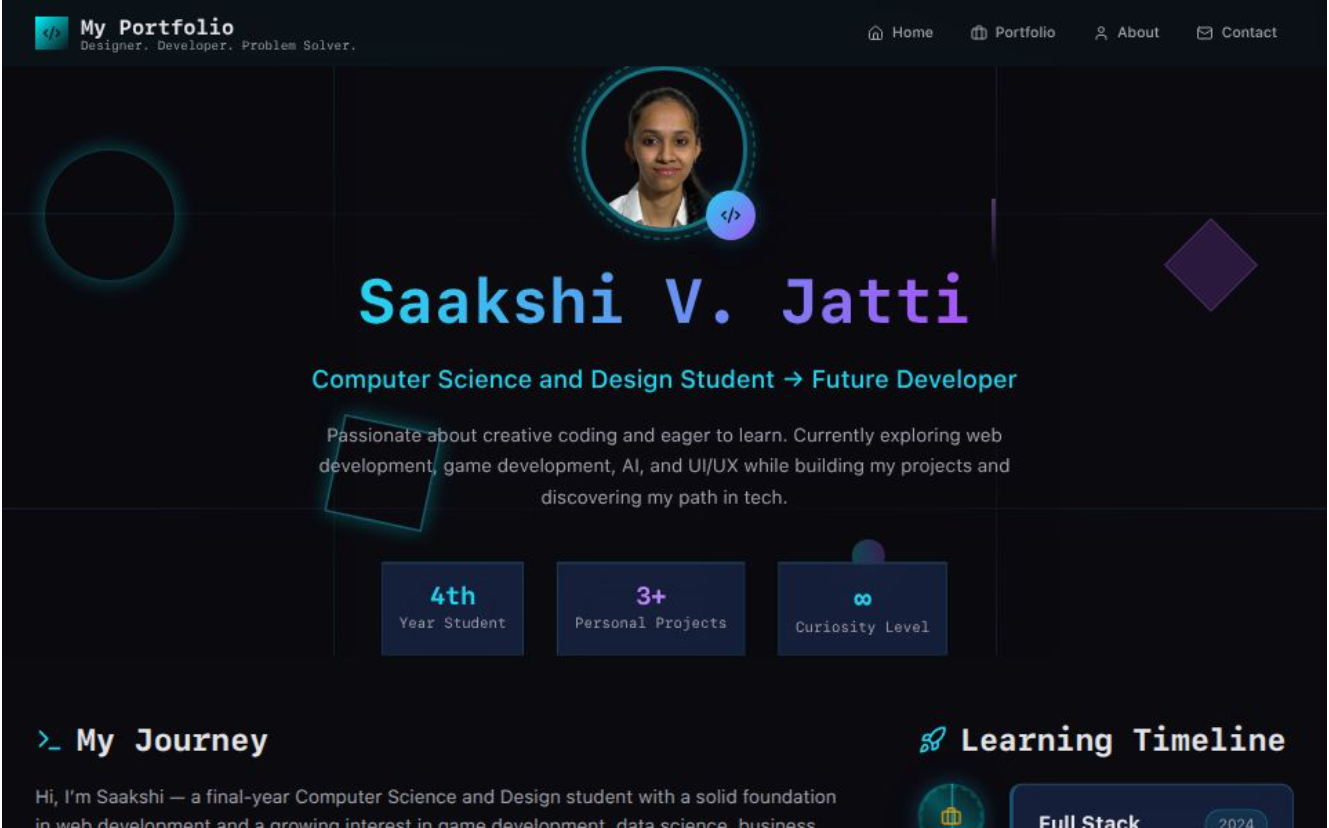 </>
My Portfolio
Designer. Developer. Problem Solver.
Home
Portfolio
About
Contact
</>
Saakshi V. Jatti
Computer Science and Design Student → Future Developer
Passionate about creative coding and eager to learn. Currently exploring web
development, game development, AI, and UI/UX while building my projects and
discovering my path in tech.
4th
Year Student
3+
Personal Projects
∞
Curiosity Level
>_ My Journey
Hi, I’m Saakshi — a final-year Computer Science and Design student with a solid foundation
in web development and a growing interest in game development, data science, business
Learning Timeline
Full Stack
2024